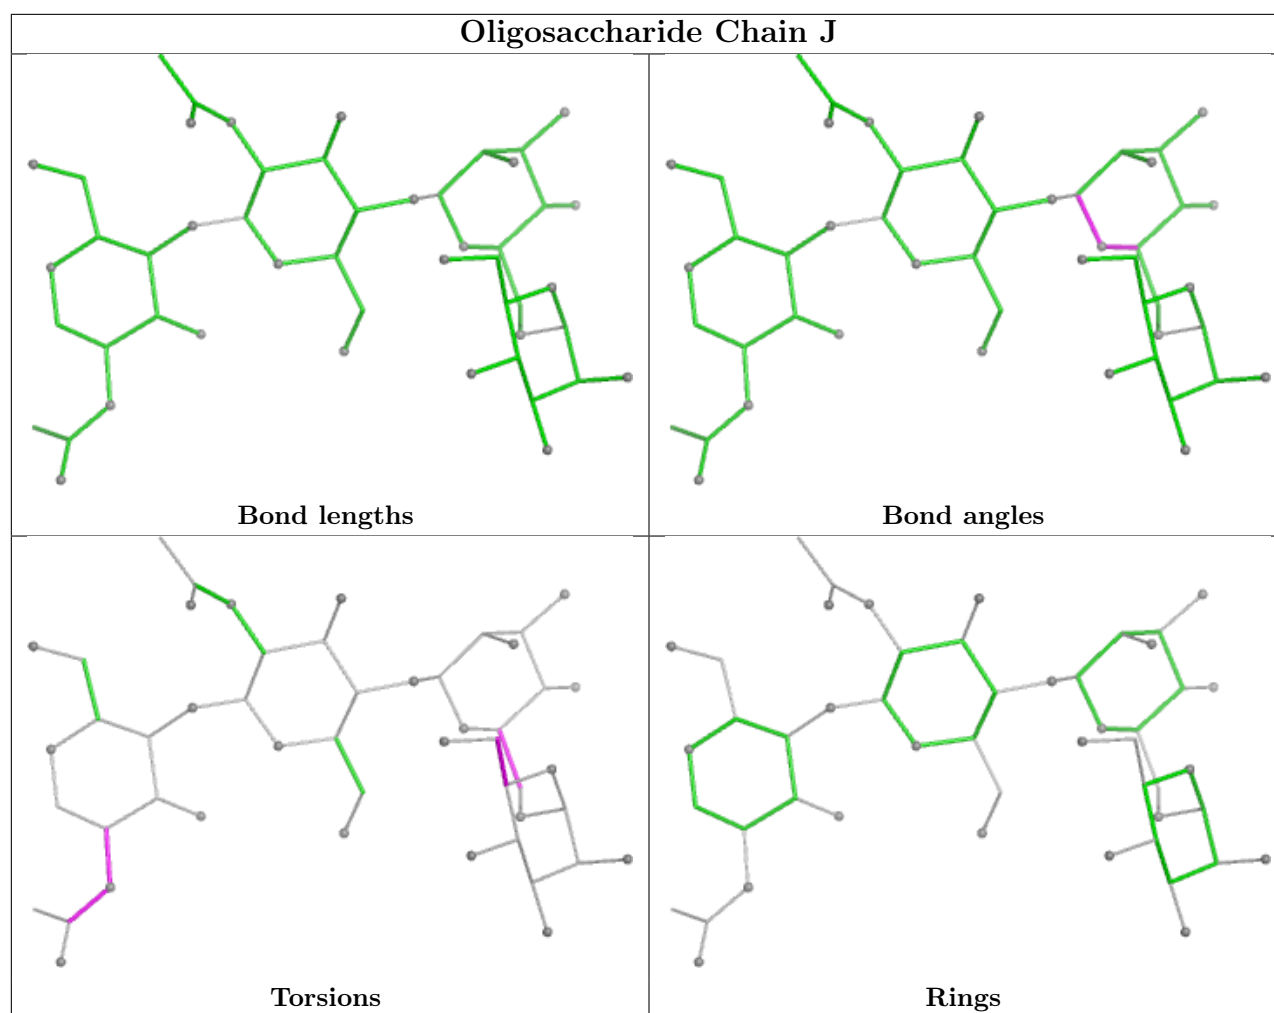 Oligosaccharide Chain J
Bond lengths
Bond angles
Torsions
Rings